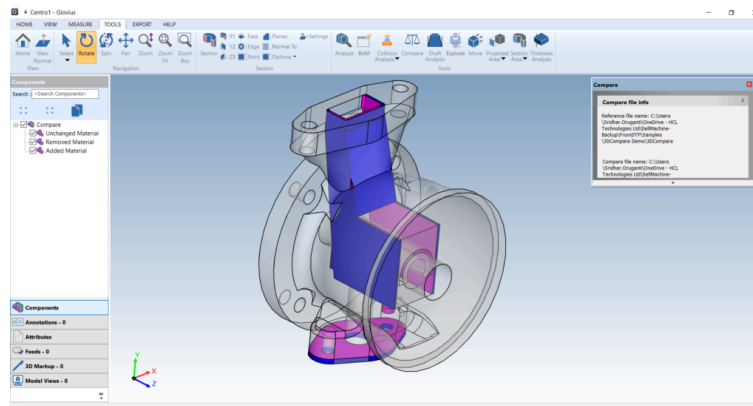 Centro1 - Glovius
HOME VIEW MEASURE TOOLS EXPORT HELP
Home View Normal Select Rotate Spin Pan Zoom Zoom Fit Zoom Box Section XY YZ ZX Face Edge Point Planes Normal To Options Settings Analyze BoM Collision Analysis Compare Draft Analysis Explode Move Projected Area Section Area Thickness Analysis
View Navigation Section Tools
Components
Search : <Search Components>
Compare
Unchanged Material
Removed Material
Added Material
Compare
Compare file info
Reference file name: C:\Users
\Sridhar.Oruganti\OneDrive - HCL
Technologies Ltd\DellMachine-
Backup\FromDTP\Samples
\3DCompare Demo\3DCompare
Compare file name: C:\Users
\Sridhar.Oruganti\OneDrive - HCL
Technologies Ltd\DellMachine-
Components
Annotations - 0
Attributes
Feeds - 0
3D Markup - 0
Model Views - 0
Y
X
Z